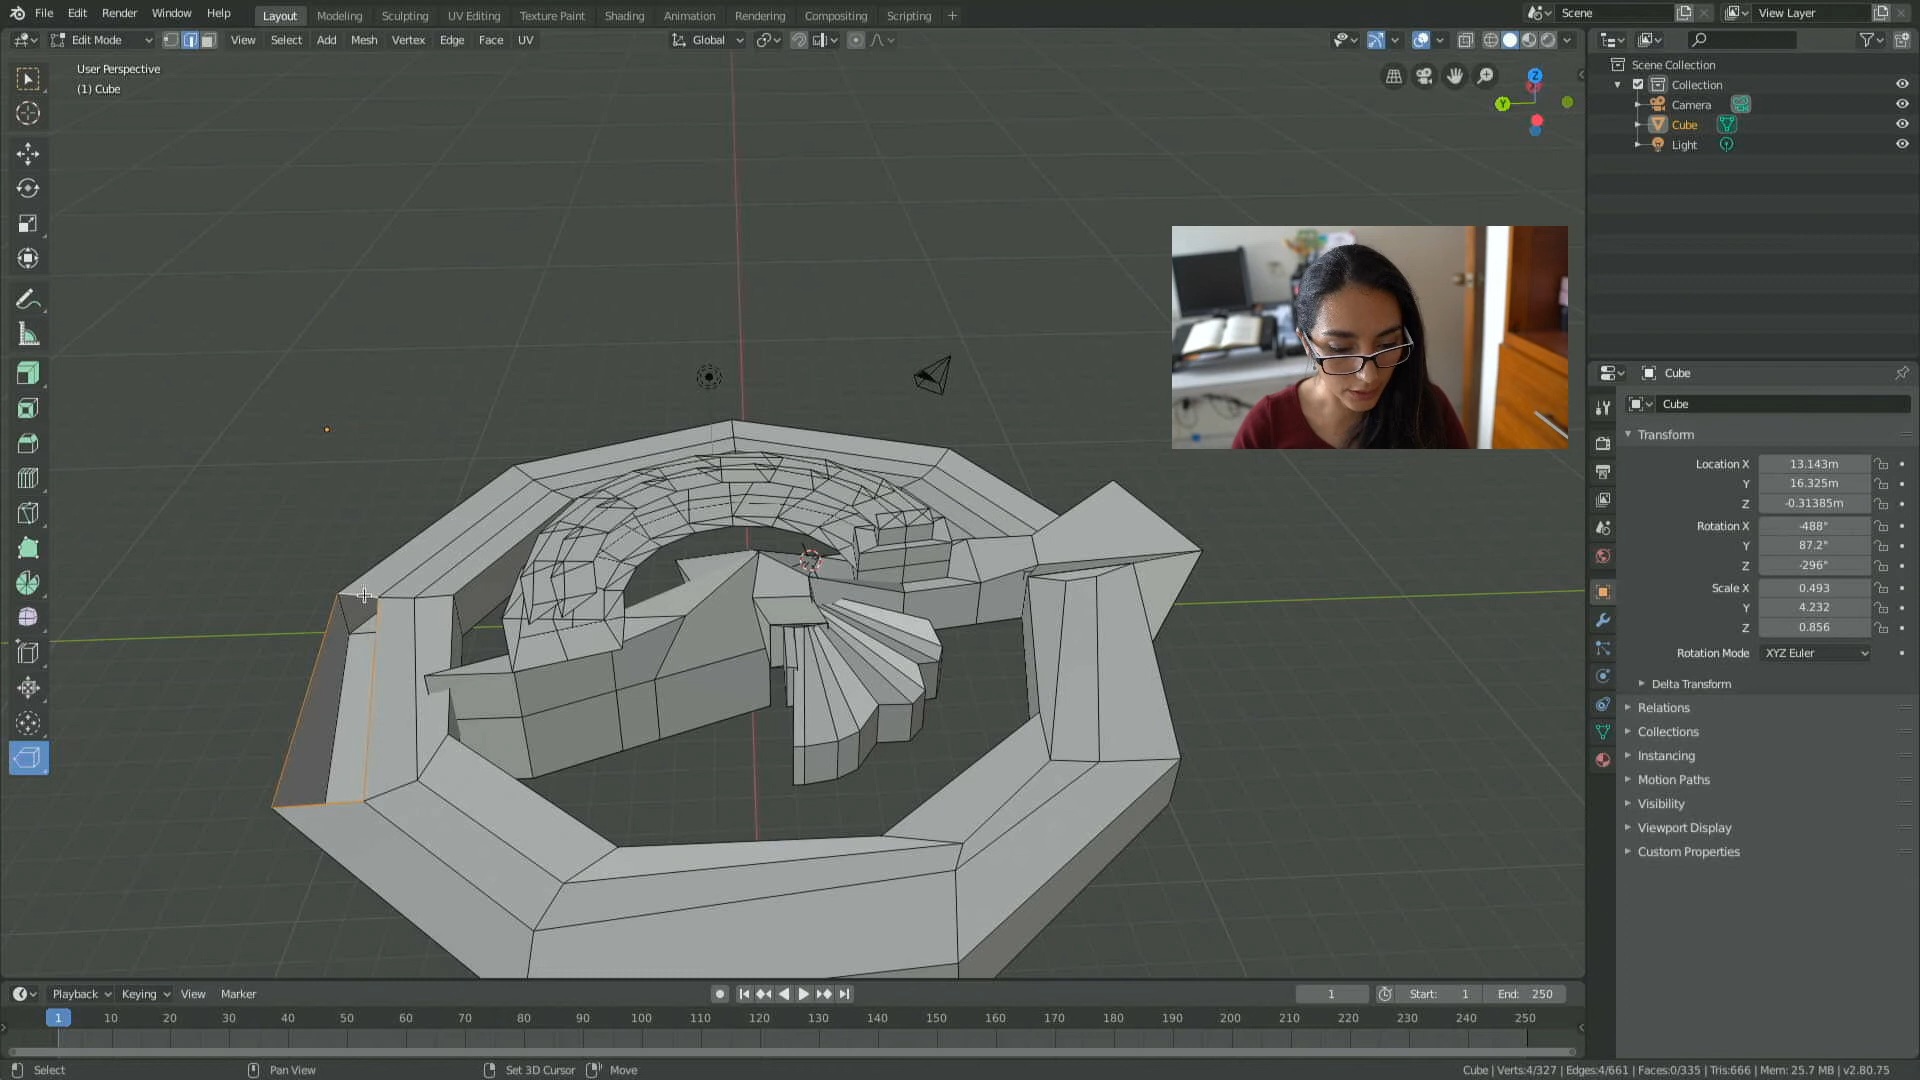 File Edit Render Window Help Layout Modeling Sculpting UV Editing Texture Paint Shading Animation Rendering Compositing Scripting + Scene View Layer
Edit Mode View Select Add Mesh Vertex Edge Face UV Global
User Perspective
(1) Cube
Z
Y
Scene Collection
Collection
Camera
Cube
Light
Cube
Cube
Transform
Location X 13.143m
Y 16.325m
Z -0.31385m
Rotation X -488°
Y 87.2°
Z -296°
Scale X 0.493
Y 4.232
Z 0.856
Rotation Mode XYZ Euler
Delta Transform
Relations
Collections
Instancing
Motion Paths
Visibility
Viewport Display
Custom Properties
Playback Keying View Marker 1 Start: 1 End: 250
1 10 20 30 40 50 60 70 80 90 100 110 120 130 140 150 160 170 180 190 200 210 220 230 240 250
Select Pan View Set 3D Cursor Move Cube | Verts:4/327 | Edges:4/661 | Faces:0/335 | Tris:666 | Mem: 25.7 MB | v2.80.75